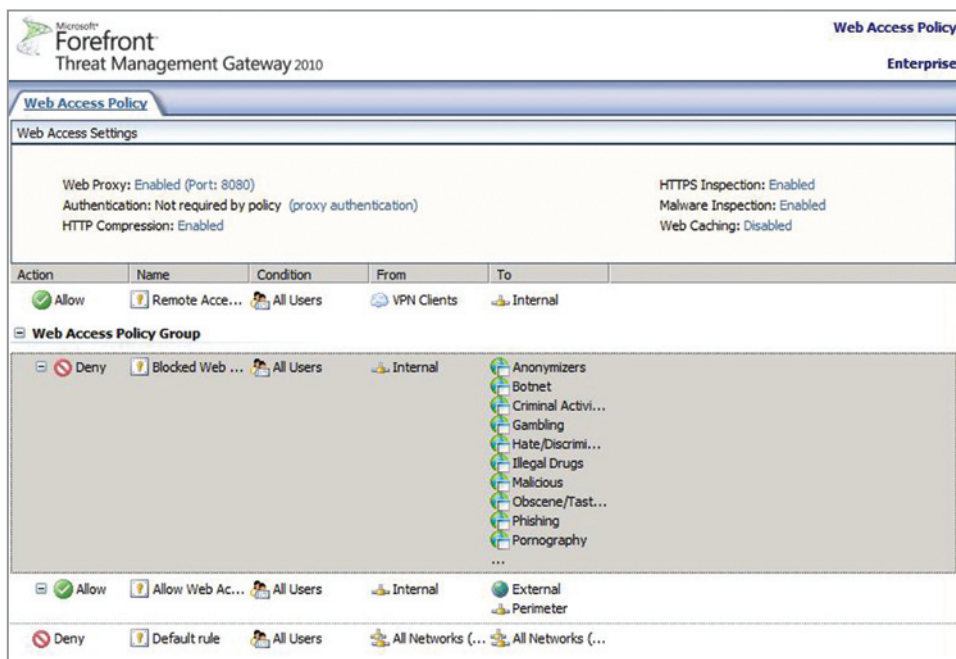 Microsoft®
Forefront™
Threat Management Gateway 2010
Web Access Policy
Enterprise
Web Access Policy
Web Access Settings
Web Proxy: Enabled (Port: 8080)
Authentication: Not required by policy (proxy authentication)
HTTP Compression: Enabled
HTTPS Inspection: Enabled
Malware Inspection: Enabled
Web Caching: Disabled
Action Name Condition From To
Allow Remote Acce... All Users VPN Clients Internal
Web Access Policy Group
Deny Blocked Web ... All Users Internal Anonymizers
Botnet
Criminal Activi...
Gambling
Hate/Discrimi...
Illegal Drugs
Malicious
Obscene/Tast...
Phishing
Pornography
...
Allow Allow Web Ac... All Users Internal External
Perimeter
Deny Default rule All Users All Networks (... All Networks (...